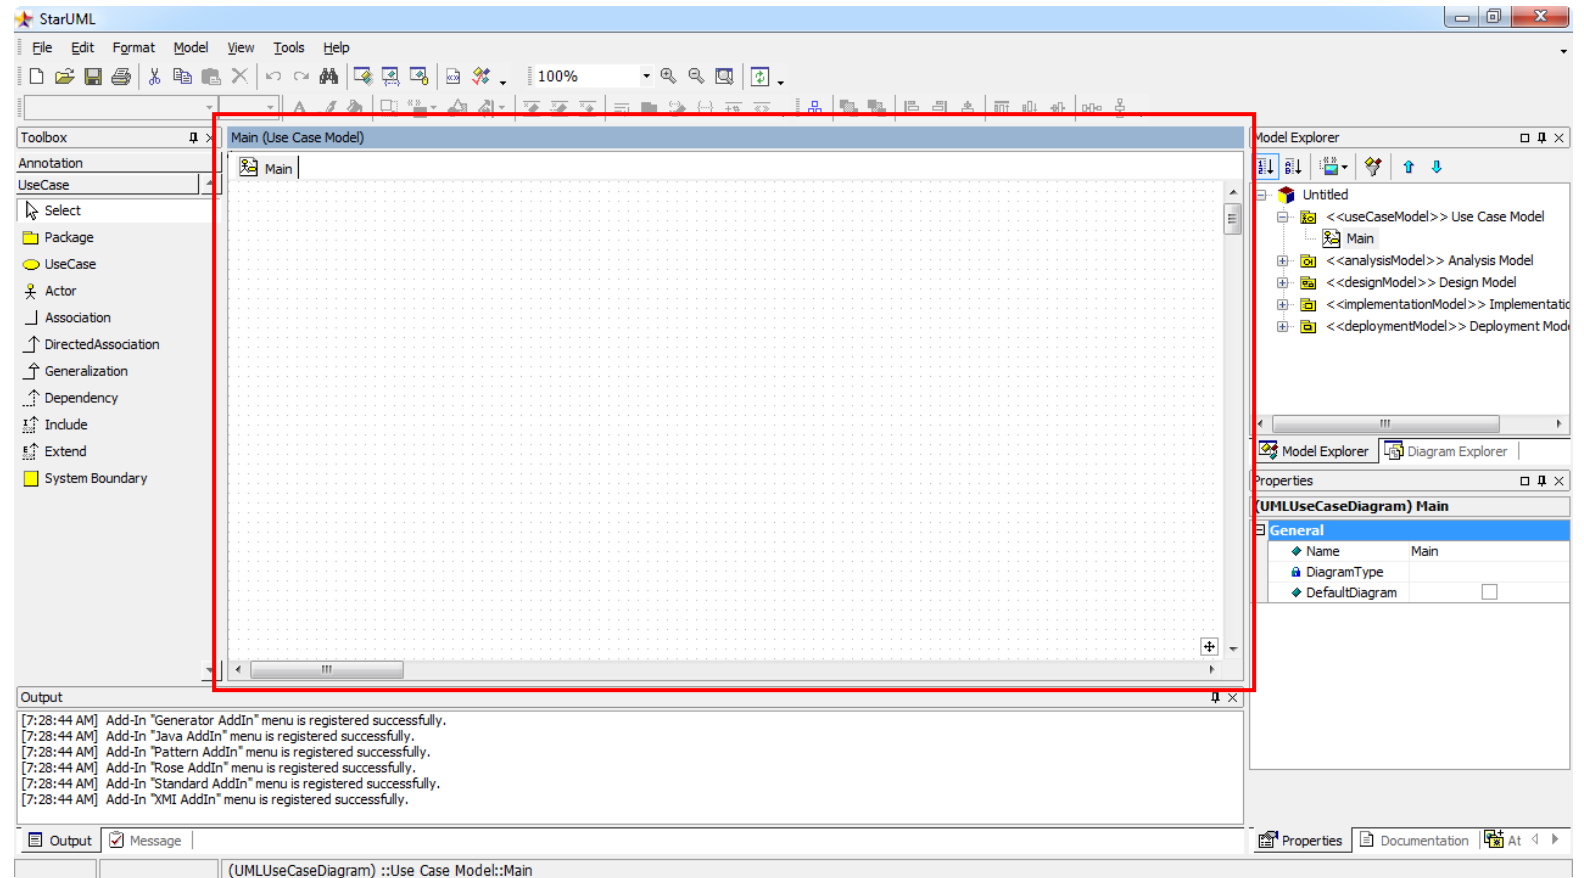 StarUML
File Edit Format Model View Tools Help
100%
Toolbox
Annotation
UseCase
Select
Package
UseCase
Actor
Association
DirectedAssociation
Generalization
Dependency
Include
Extend
System Boundary
Main (Use Case Model)
Main
Model Explorer
Untitled
<<useCaseModel>> Use Case Model
Main
<<analysisModel>> Analysis Model
<<designModel>> Design Model
<<implementationModel>> Implementatic
<<deploymentModel>> Deployment Mod
Model Explorer Diagram Explorer
Properties
(UMLUseCaseDiagram) Main
General
Name Main
DiagramType
DefaultDiagram
Output
[7:28:44 AM] Add-In "Generator AddIn" menu is registered successfully.
[7:28:44 AM] Add-In "Java AddIn" menu is registered successfully.
[7:28:44 AM] Add-In "Pattern AddIn" menu is registered successfully.
[7:28:44 AM] Add-In "Rose AddIn" menu is registered successfully.
[7:28:44 AM] Add-In "Standard AddIn" menu is registered successfully.
[7:28:44 AM] Add-In "XMI AddIn" menu is registered successfully.
Output Message
Properties Documentation At
(UMLUseCaseDiagram) ::Use Case Model::Main